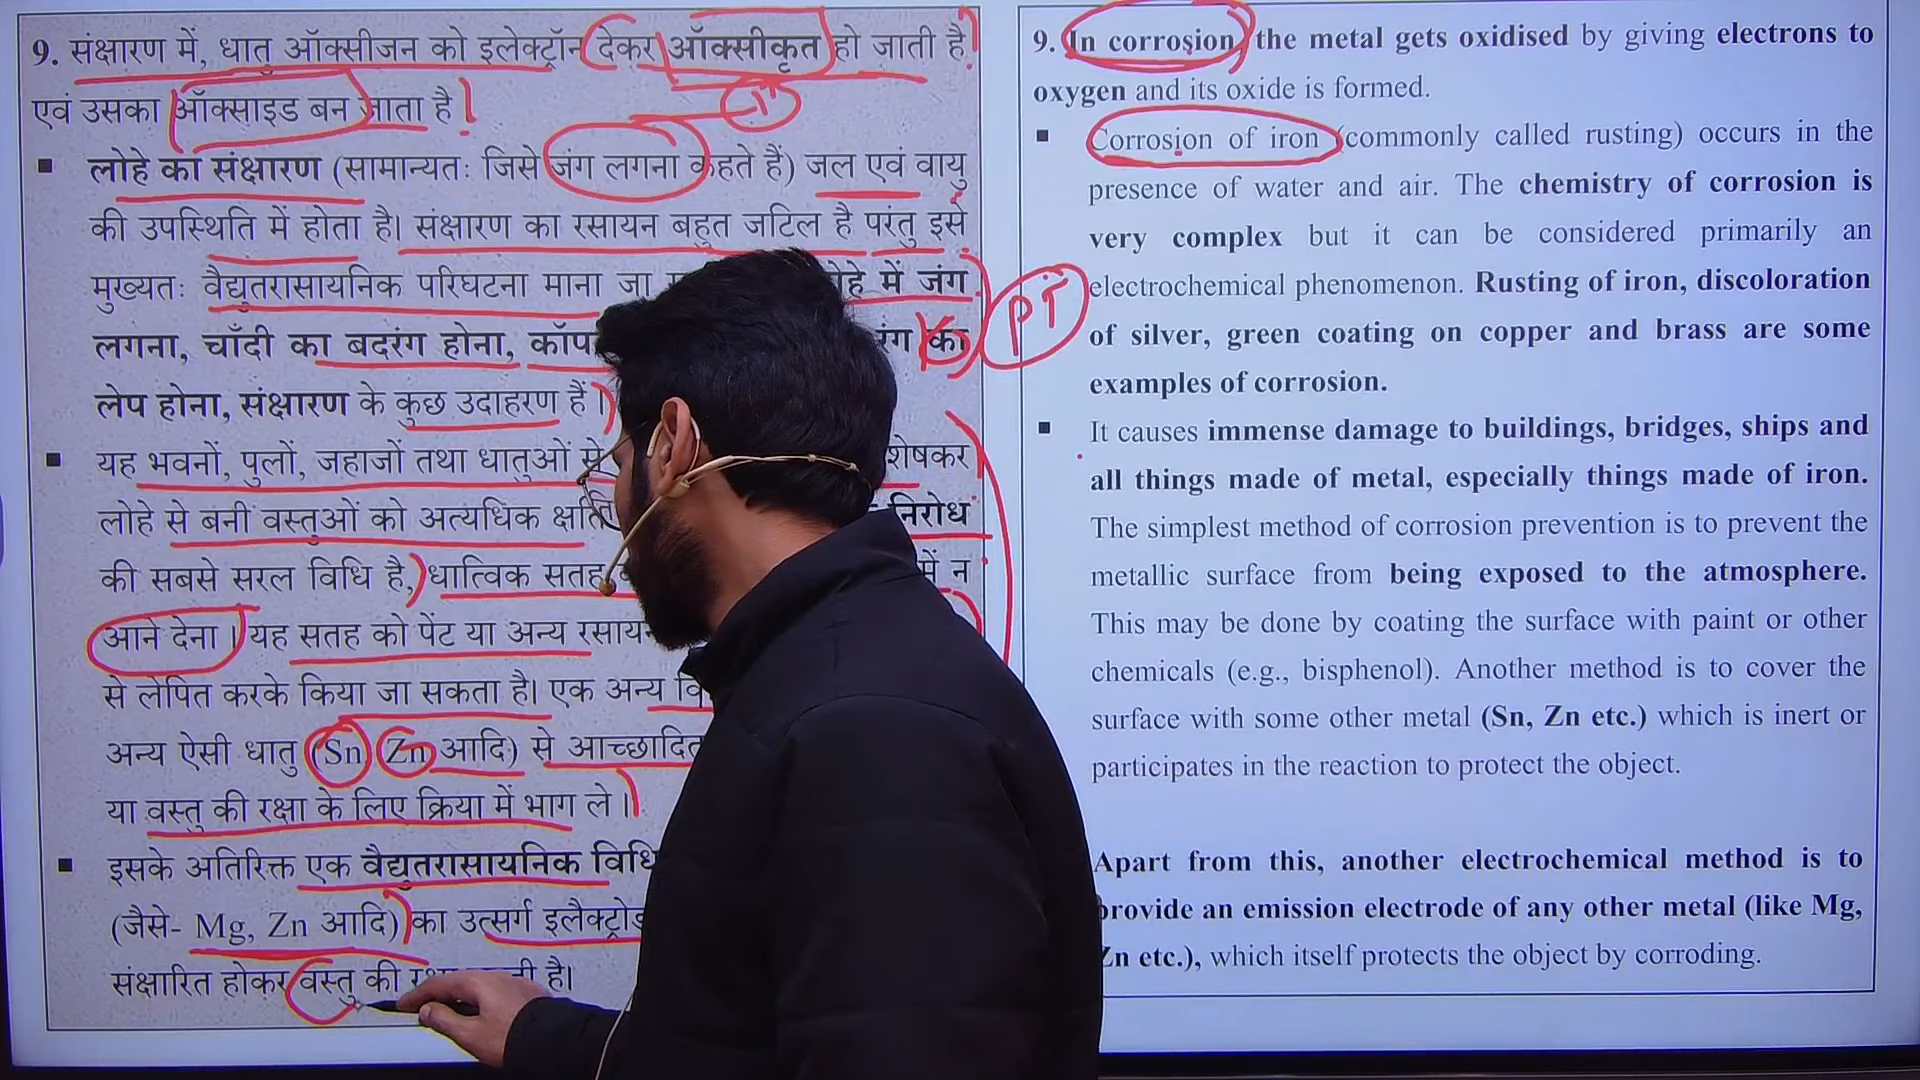 9. संक्षारण में, धातु ऑक्सीजन को इलेक्ट्रॉन देकर ऑक्सीकृत हो जाती है
एवं उसका ऑक्साइड बन जाता है
▪ लोहे का संक्षारण (सामान्यतः जिसे जंग लगना कहते हैं) जल एवं वायु
की उपस्थिति में होता है। संक्षारण का रसायन बहुत जटिल है परंतु इसे
मुख्यतः वैद्युतरासायनिक परिघटना माना जा
में जंग
लगना, चाँदी का बदरंग होना, का
लेप होना, संक्षारण के कुछ उदाहरण हैं।
▪ यह भवनों, पुलों, जहाजों तथा धातुओं से
लोहे से बनी वस्तुओं को अत्यधिक निरोध
की सबसे सरल विधि है, धात्विक सतह में न
आने देना। यह सतह को पेंट या अन्य
से लेपित करके किया जा सकता है। एक अन्य
अन्य ऐसी धातु (Sn, Zn आदि) से
या वस्तु की रक्षा के लिए क्रिया में भाग ले।
▪ इसके अतिरिक्त एक वैद्युतरासायनिक विधि
(जैसे- Mg, Zn आदि) का उत्सर्ग
संक्षारित होकर वस्तु की है।
PT
9. In corrosion, the metal gets oxidised by giving electrons to
oxygen and its oxide is formed.
▪ Corrosion of iron (commonly called rusting) occurs in the
presence of water and air. The chemistry of corrosion is
very complex but it can be considered primarily an
electrochemical phenomenon. Rusting of iron, discoloration
of silver, green coating on copper and brass are some
examples of corrosion.
▪ It causes immense damage to buildings, bridges, ships and
all things made of metal, especially things made of iron.
The simplest method of corrosion prevention is to prevent the
metallic surface from being exposed to the atmosphere.
This may be done by coating the surface with paint or other
chemicals (e.g., bisphenol). Another method is to cover the
surface with some other metal (Sn, Zn etc.) which is inert or
participates in the reaction to protect the object.
Apart from this, another electrochemical method is to
provide an emission electrode of any other metal (like Mg,
Zn etc.), which itself protects the object by corroding.